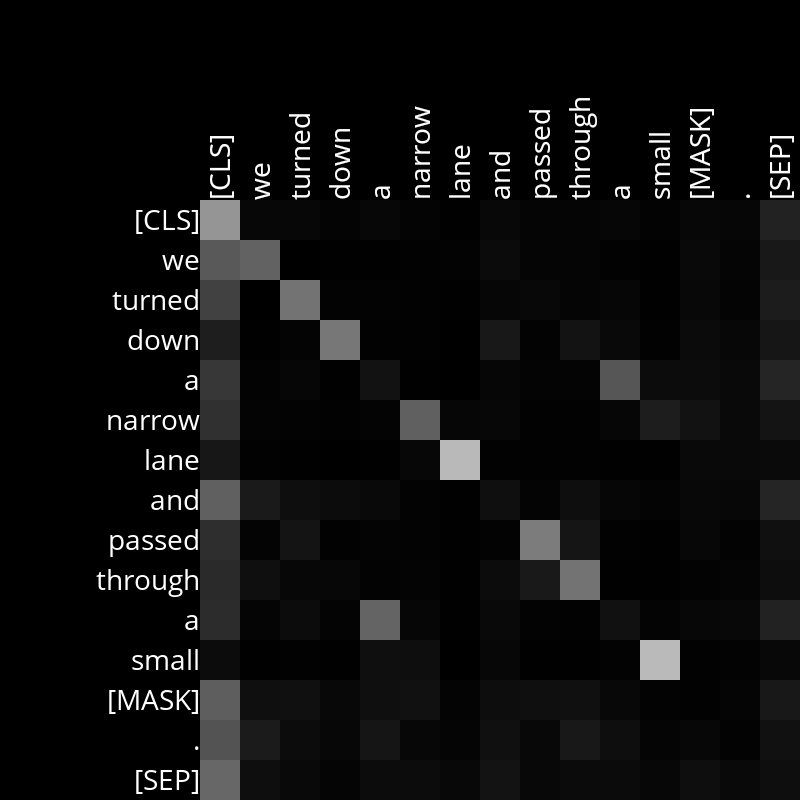 [CLS] we turned down a narrow lane and passed through a small [MASK] . [SEP]
[CLS]
we
turned
down
a
narrow
lane
and
passed
through
a
small
[MASK]
.
[SEP]